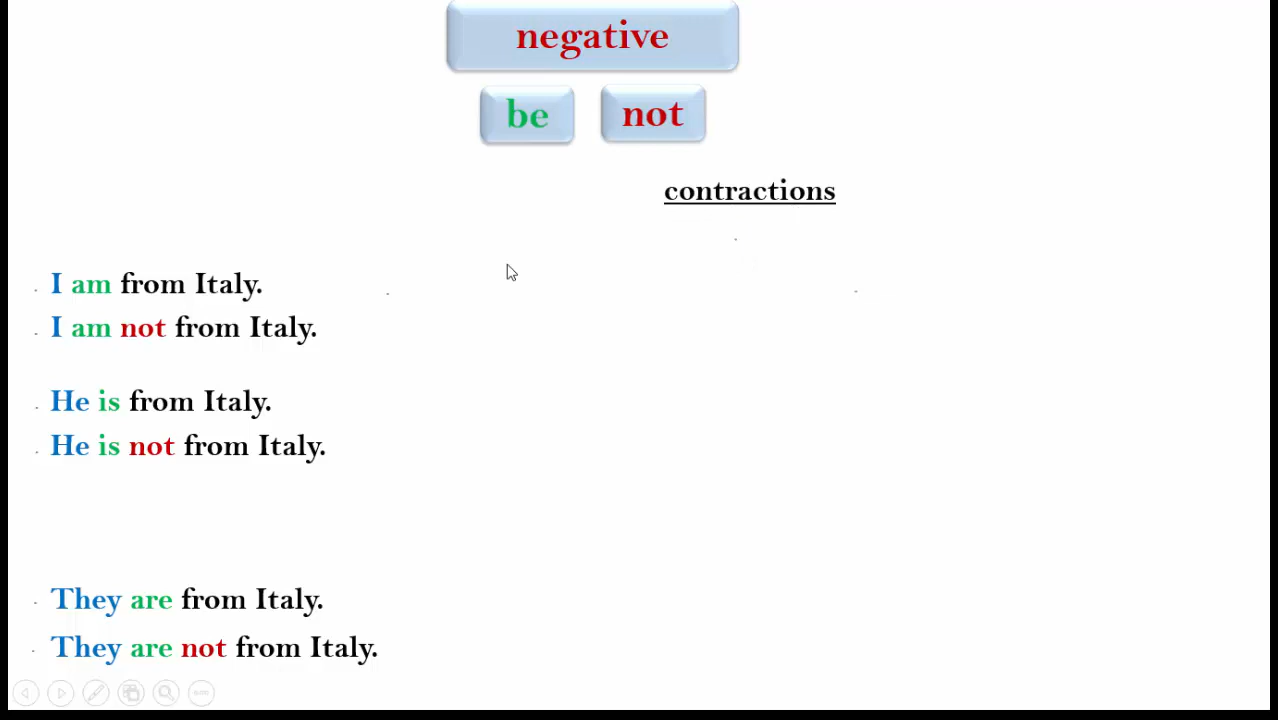 negative
be not
contractions
I am from Italy.
I am not from Italy.
He is from Italy.
He is not from Italy.
They are from Italy.
They are not from Italy.